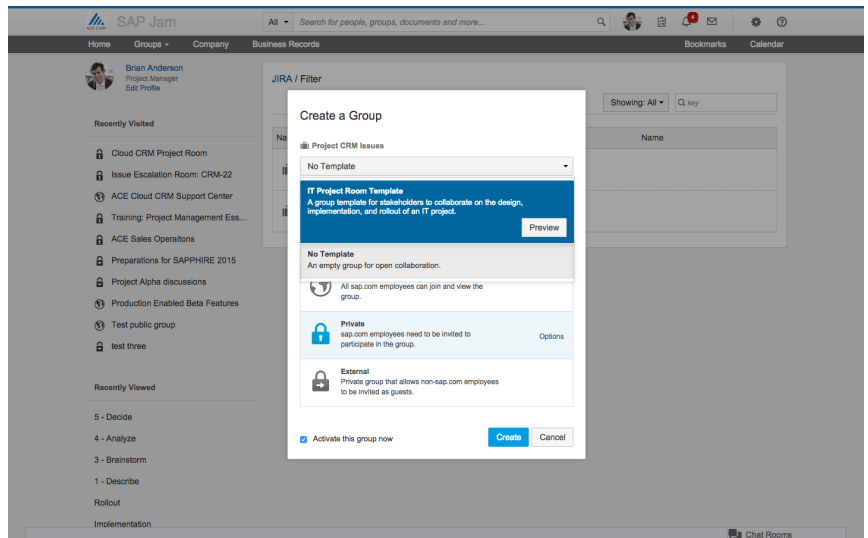 ACE CORP
SAP Jam
All
Search for people, groups, documents and more...
4
Home
Groups
Company
Business Records
Bookmarks
Calendar
Brian Anderson
Project Manager
Edit Profile
Recently Visited
Cloud CRM Project Room
Issue Escalation Room: CRM-22
ACE Cloud CRM Support Center
Training: Project Management Ess...
ACE Sales Operaitons
Preparations for SAPPHIRE 2015
Project Alpha discussions
Production Enabled Beta Features
Test public group
test three
Recently Viewed
5 - Decide
4 - Analyze
3 - Brainstorm
1 - Describe
Rollout
Implementation
JIRA / Filter
Showing: All
key
Na
Name
Create a Group
Project CRM Issues
No Template
IT Project Room Template
A group template for stakeholders to collaborate on the design,
implementation, and rollout of an IT project.
Preview
No Template
An empty group for open collaboration.
All sap.com employees can join and view the
group.
Private
sap.com employees need to be invited to
participate in the group.
Options
External
Private group that allows non-sap.com employees
to be invited as guests.
Activate this group now
Create
Cancel
Chat Rooms